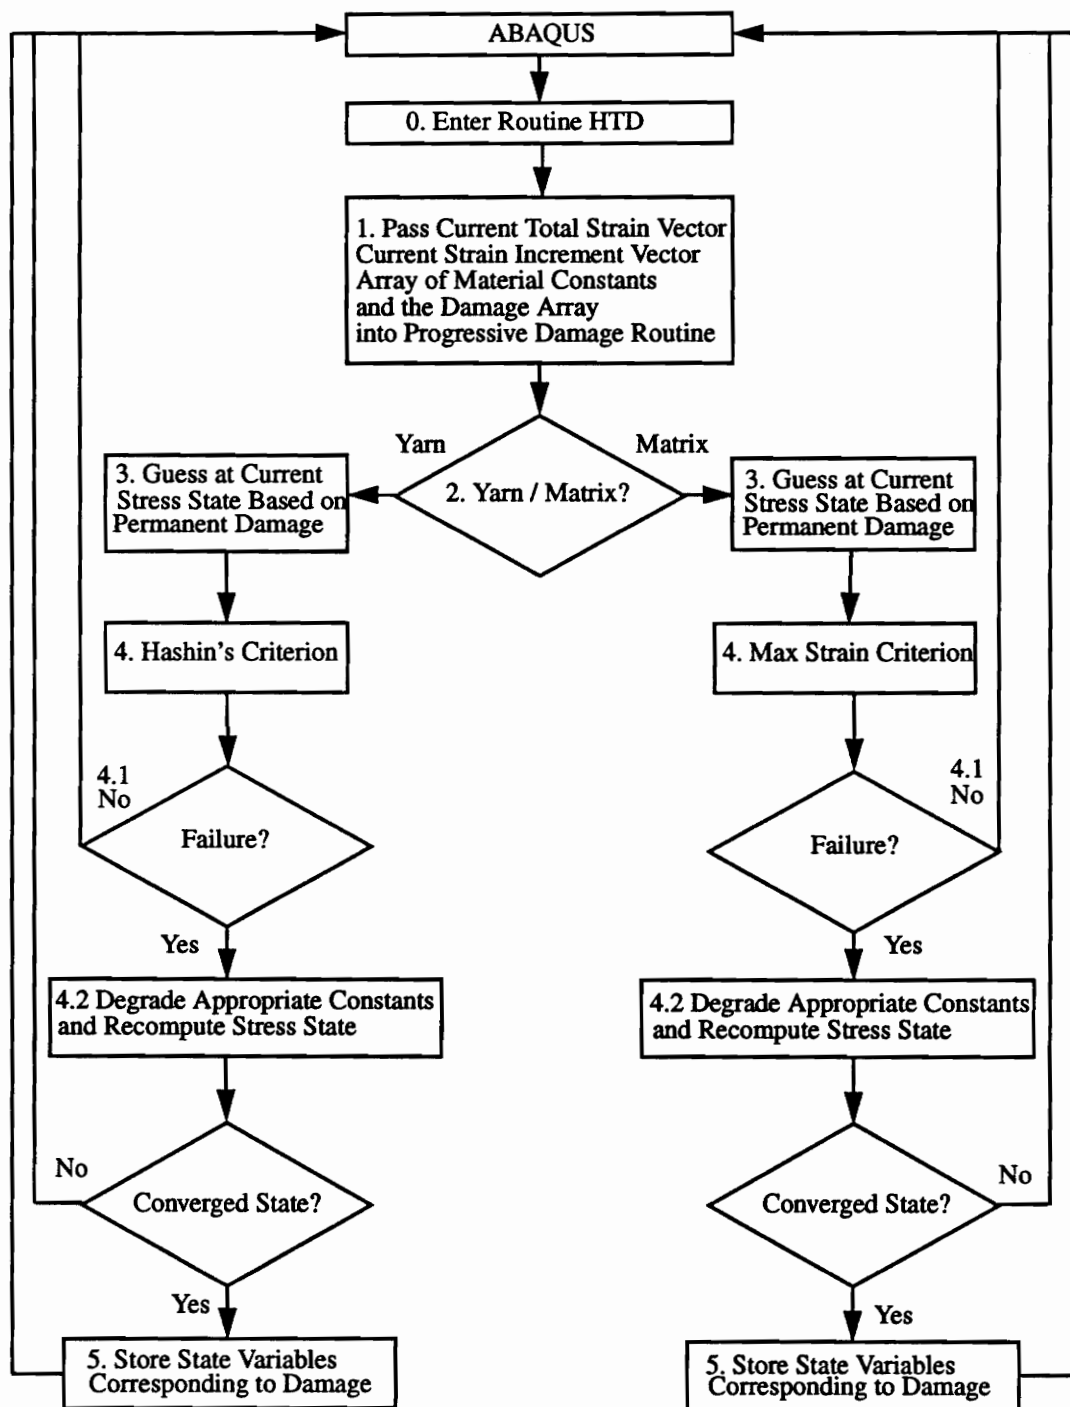 ABAQUS
0. Enter Routine HTD
1. Pass Current Total Strain Vector
Current Strain Increment Vector
Array of Material Constants
and the Damage Array
into Progressive Damage Routine
Yarn
Matrix
2. Yarn / Matrix?
3. Guess at Current
Stress State Based on
Permanent Damage
3. Guess at Current
Stress State Based on
Permanent Damage
4. Hashin's Criterion
4. Max Strain Criterion
4.1
No
Failure?
4.1
No
Failure?
Yes
Yes
4.2 Degrade Appropriate Constants
and Recompute Stress State
4.2 Degrade Appropriate Constants
and Recompute Stress State
No
Converged State?
No
Converged State?
Yes
Yes
5. Store State Variables
Corresponding to Damage
5. Store State Variables
Corresponding to Damage